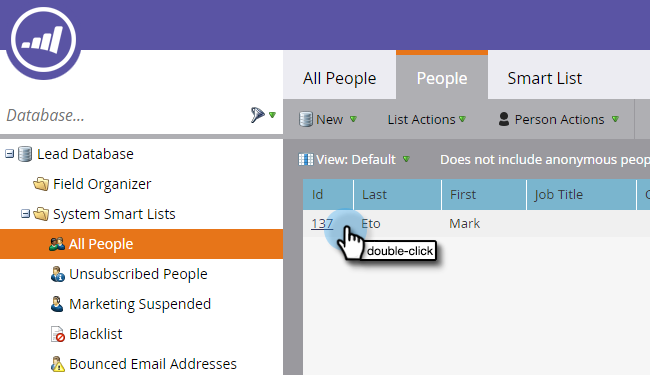 All People
People
Smart List
Database...
New
List Actions
Person Actions
View: Default
Does not include anonymous peop
Lead Database
Field Organizer
System Smart Lists
All People
Unsubscribed People
Marketing Suspended
Blacklist
Bounced Email Addresses
Id
Last
First
Job Title
137
Eto
Mark
double-click